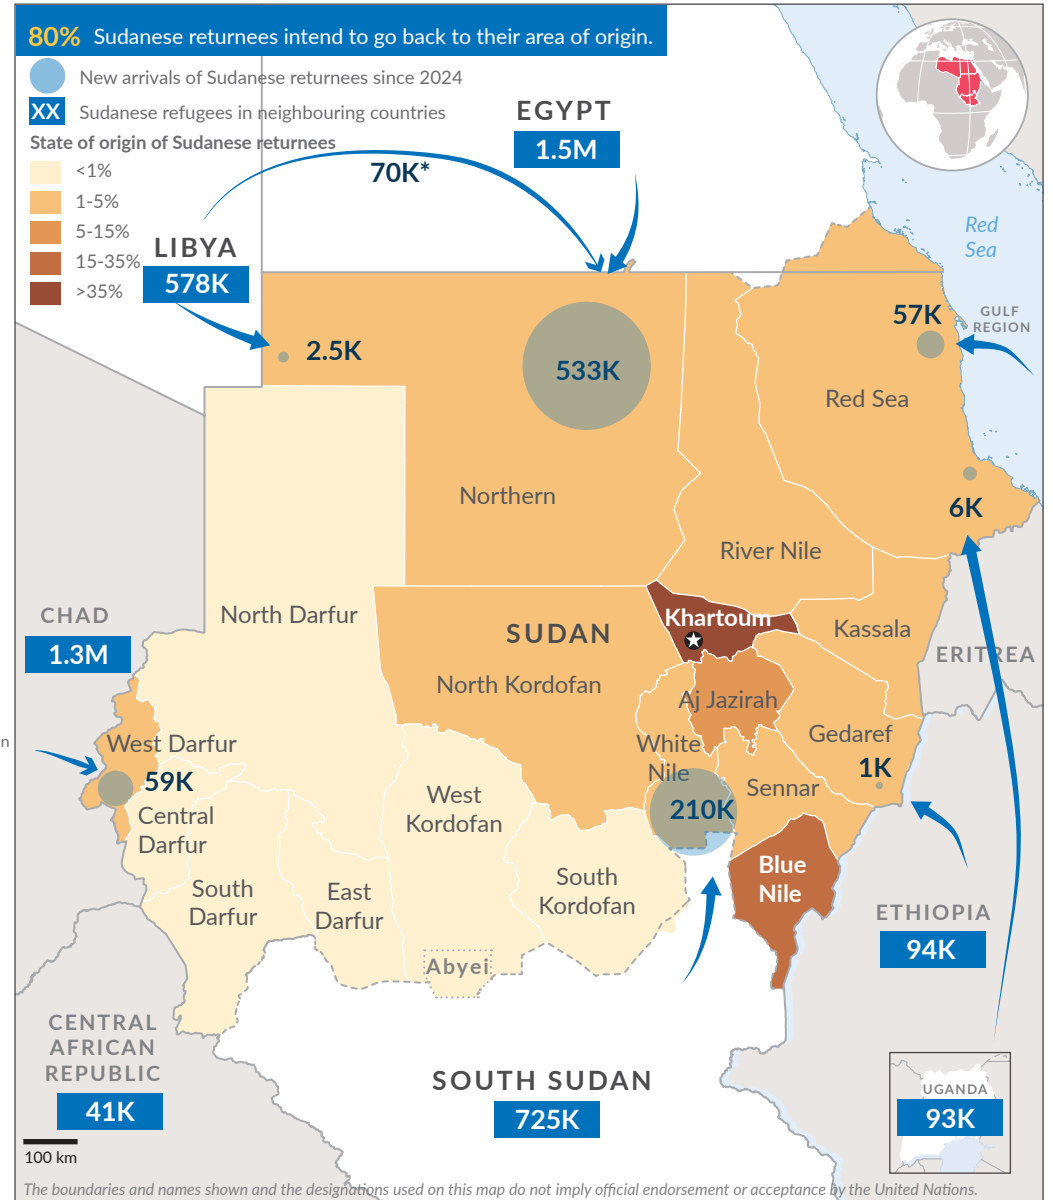 80% Sudanese returnees intend to go back to their area of origin.
New arrivals of Sudanese returnees since 2024
XX Sudanese refugees in neighbouring countries
State of origin of Sudanese returnees
<1%
1-5%
5-15%
15-35%
>35%
EGYPT
1.5M
70K*
LIBYA
578K
Red
Sea
GULF
REGION
57K
2.5K
533K
Red Sea
Northern
6K
River Nile
CHAD
1.3M
North Darfur
SUDAN
Khartoum
Kassala
ERITREA
North Kordofan
Aj Jazirah
n
West Darfur
White
Nile
Gedaref
1K
59K
Sennar
210K
Central
Darfur
West
Kordofan
South
Darfur
East
Darfur
South
Kordofan
Blue
Nile
ETHIOPIA
94K
Abyei
CENTRAL
AFRICAN
REPUBLIC
41K
SOUTH SUDAN
725K
UGANDA
93K
100 km
The boundaries and names shown and the designations used on this map do not imply official endorsement or acceptance by the United Nations.